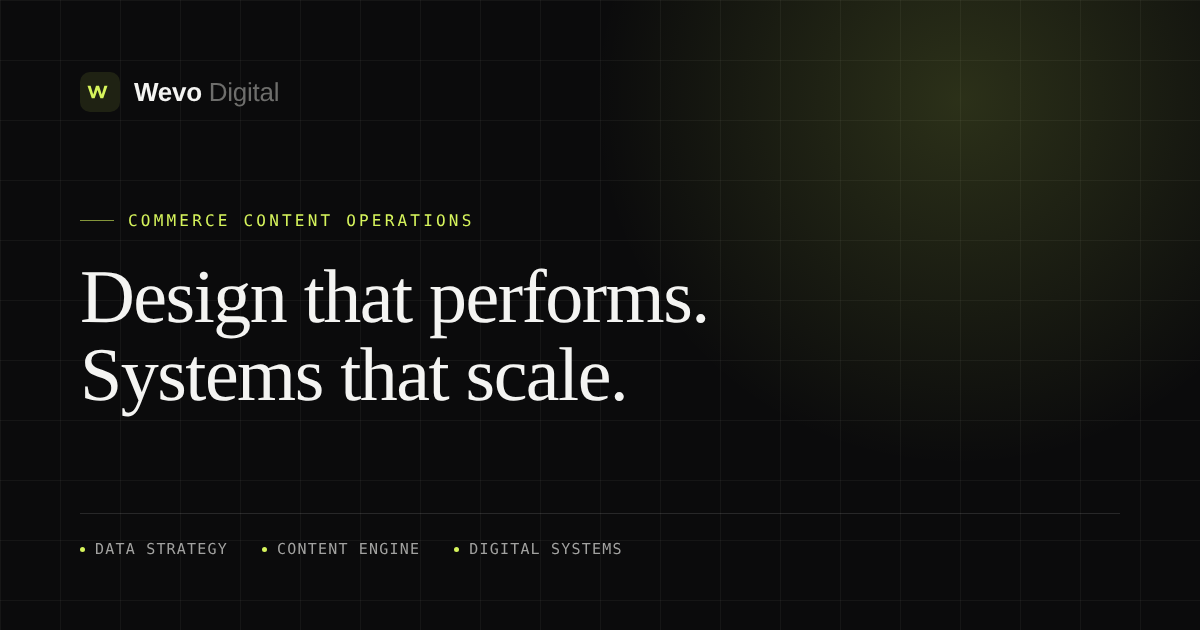 W
Wevo Digital
COMMERCE CONTENT OPERATIONS
Design that performs.
Systems that scale.
DATA STRATEGY
CONTENT ENGINE
DIGITAL SYSTEMS